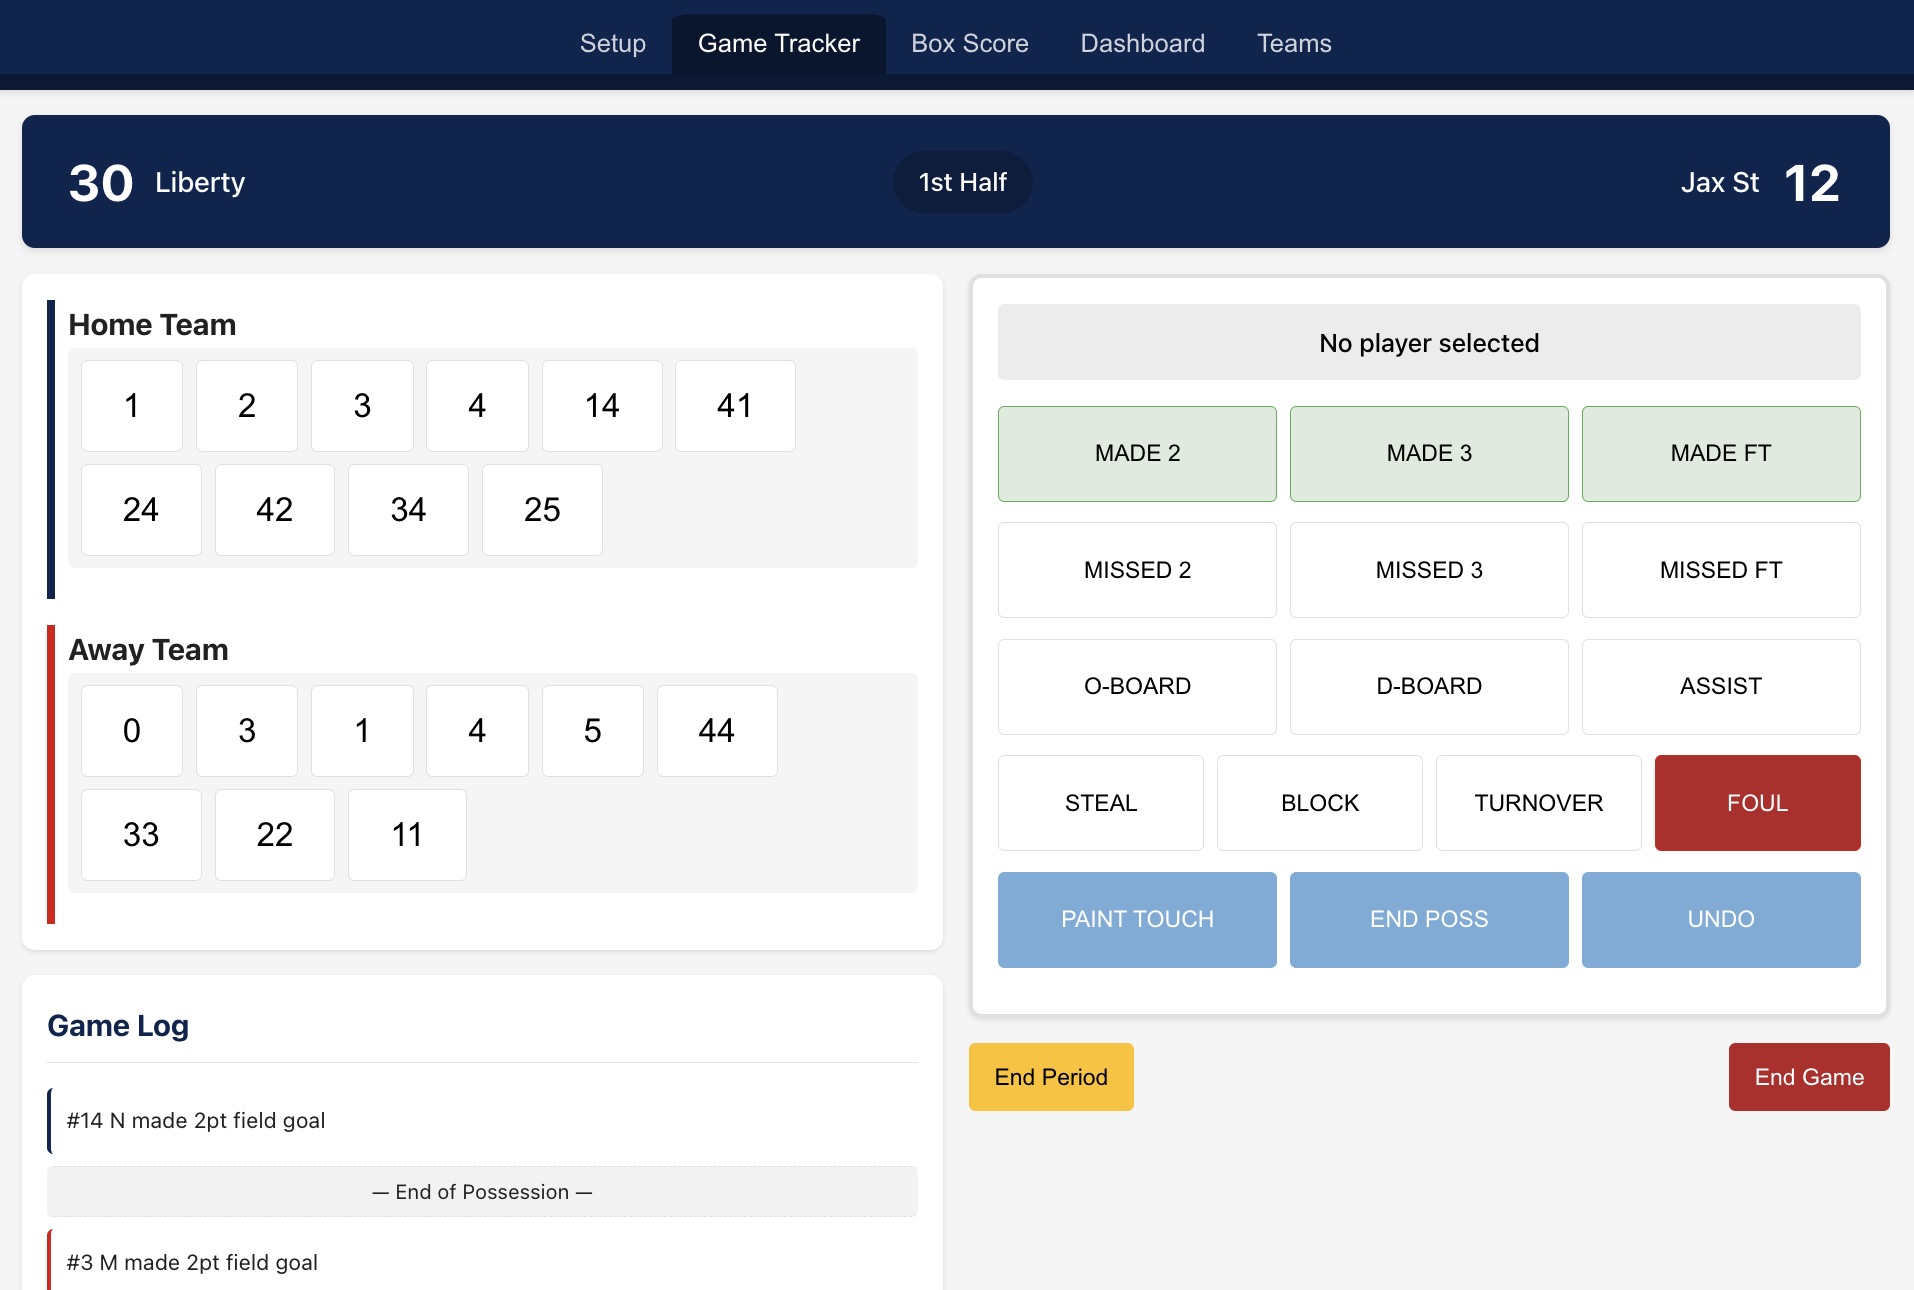 Setup Game Tracker Box Score Dashboard Teams
30 Liberty 1st Half Jax St 12
Home Team
1 2 3 4 14 41
24 42 34 25
Away Team
0 3 1 4 5 44
33 22 11
Game Log
#14 N made 2pt field goal
— End of Possession —
#3 M made 2pt field goal
No player selected
MADE 2 MADE 3 MADE FT
MISSED 2 MISSED 3 MISSED FT
O-BOARD D-BOARD ASSIST
STEAL BLOCK TURNOVER FOUL
PAINT TOUCH END POSS UNDO
End Period End Game